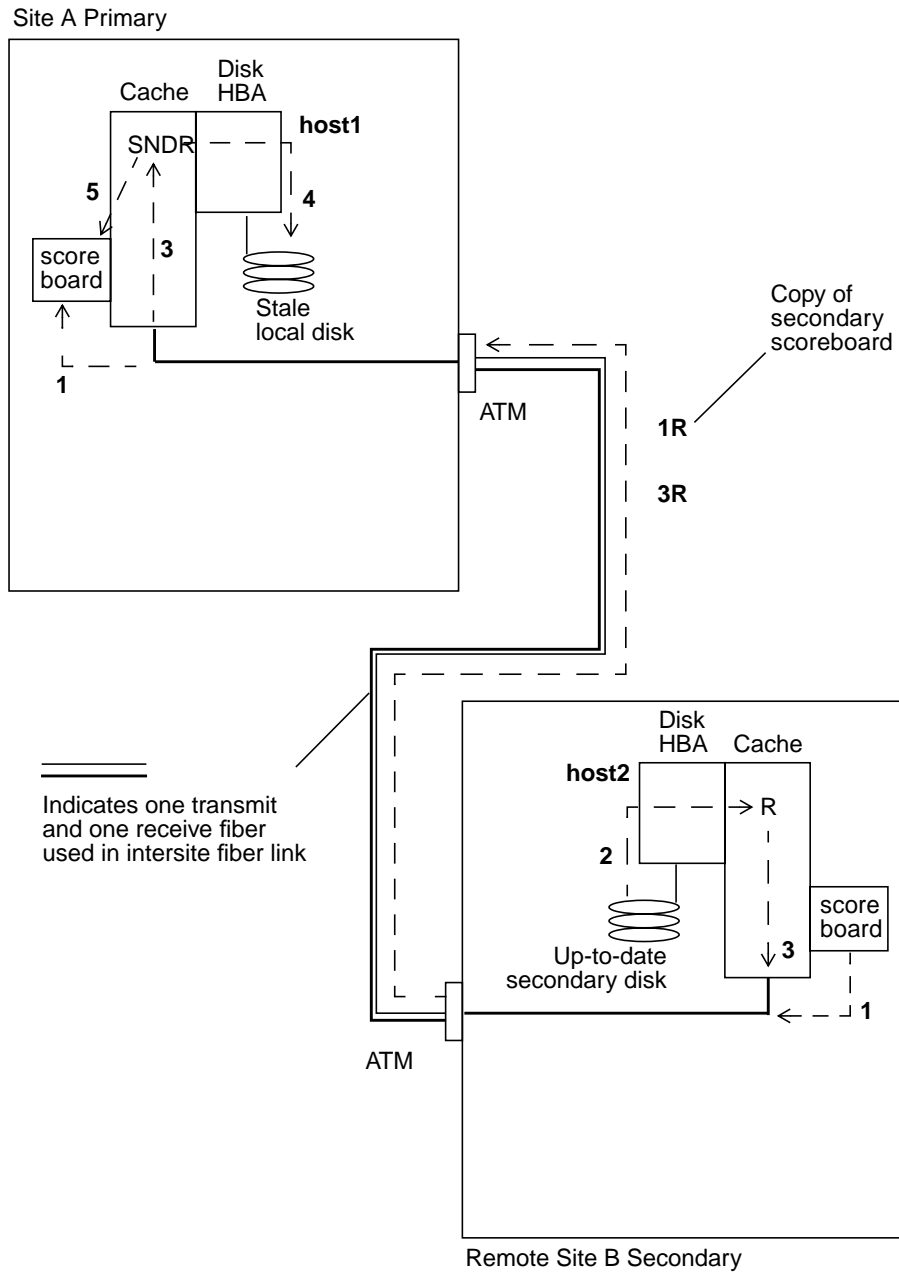 Site A Primary
Disk
HBA
Cache
host1
SNDR
5
4
3
score
board
Stale
local disk
1
ATM
Copy of
secondary
scoreboard
1R
3R
Indicates one transmit
and one receive fiber
used in intersite fiber link
Disk
HBA
Cache
host2
R
2
score
board
3
Up-to-date
secondary disk
1
ATM
Remote Site B Secondary